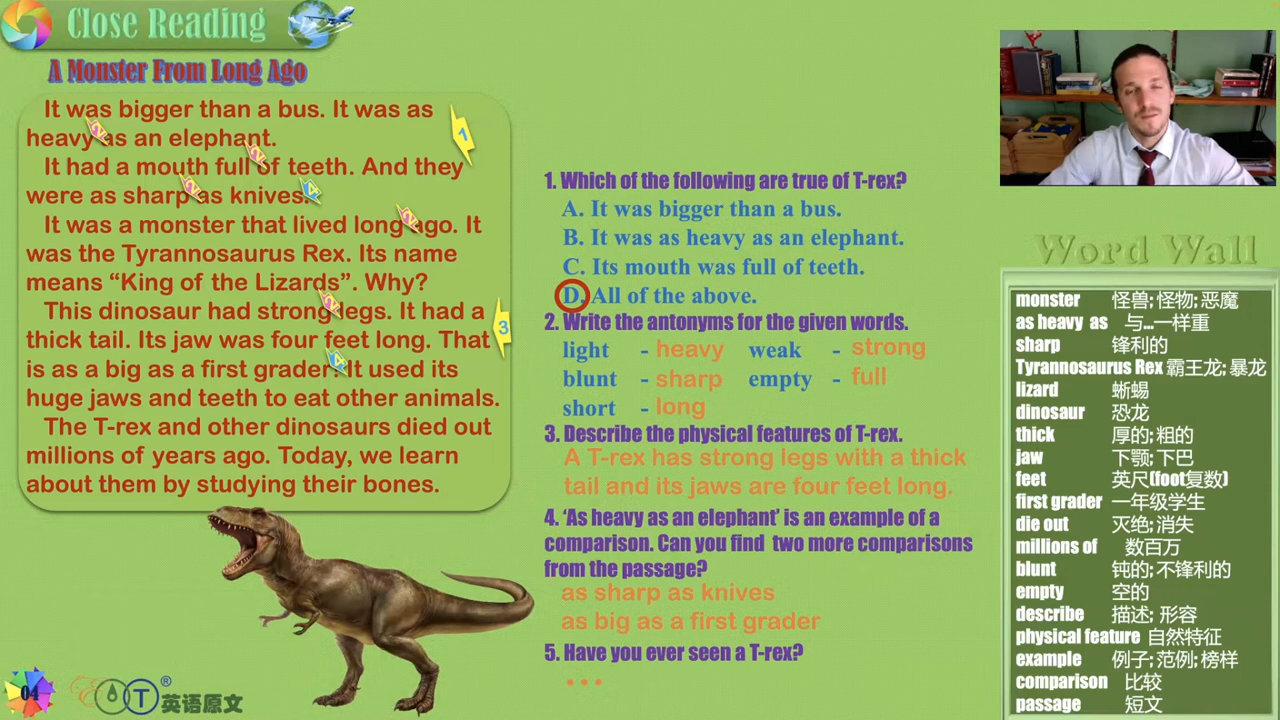 Close Reading
A Monster From Long Ago
It was bigger than a bus. It was as
heavy as an elephant.
It had a mouth full of teeth. And they
were as sharp as knives.
It was a monster that lived long ago. It
was the Tyrannosaurus Rex. Its name
means “King of the Lizards”. Why?
This dinosaur had strong legs. It had a
thick tail. Its jaw was four feet long. That
is as a big as a first grader. It used its
huge jaws and teeth to eat other animals.
The T-rex and other dinosaurs died out
millions of years ago. Today, we learn
about them by studying their bones.
1
2
2
2
4
2
2
3
4
1. Which of the following are true of T-rex?
A. It was bigger than a bus.
B. It was as heavy as an elephant.
C. Its mouth was full of teeth.
D. All of the above.
2. Write the antonyms for the given words.
light - heavy weak - strong
blunt - sharp empty - full
short - long
3. Describe the physical features of T-rex.
A T-rex has strong legs with a thick
tail and its jaws are four feet long.
4. ‘As heavy as an elephant’ is an example of a
comparison. Can you find two more comparisons
from the passage?
as sharp as knives
as big as a first grader
5. Have you ever seen a T-rex?
...
Word Wall
monster 怪兽; 怪物; 恶魔
as heavy as 与...一样重
sharp 锋利的
Tyrannosaurus Rex 霸王龙; 暴龙
lizard 蜥蜴
dinosaur 恐龙
thick 厚的; 粗的
jaw 下颚; 下巴
feet 英尺(foot复数)
first grader 一年级学生
die out 灭绝; 消失
millions of 数百万
blunt 钝的; 不锋利的
empty 空的
describe 描述; 形容
physical feature 自然特征
example 例子; 范例; 榜样
comparison 比较
passage 短文
04
T® 英语原文